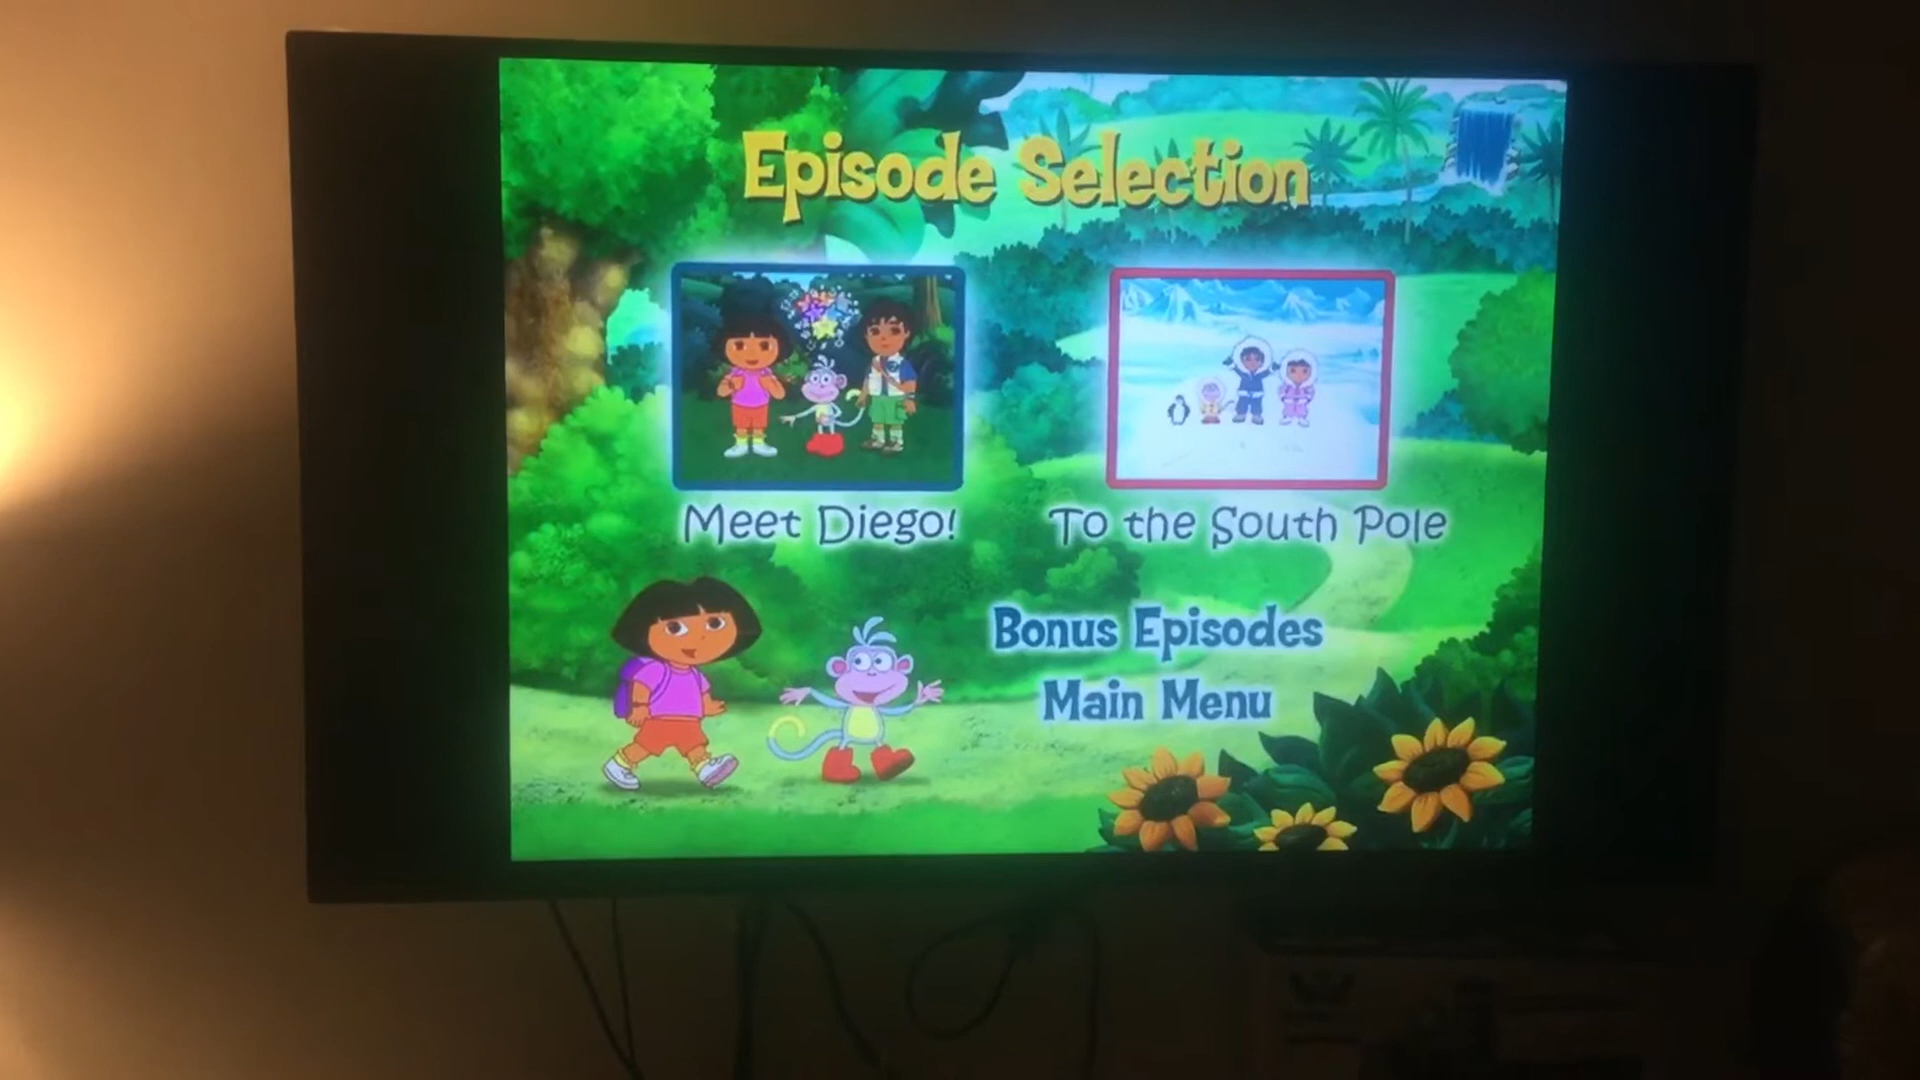 Episode Selection
Meet Diego!
To the South Pole
Bonus Episodes
Main Menu